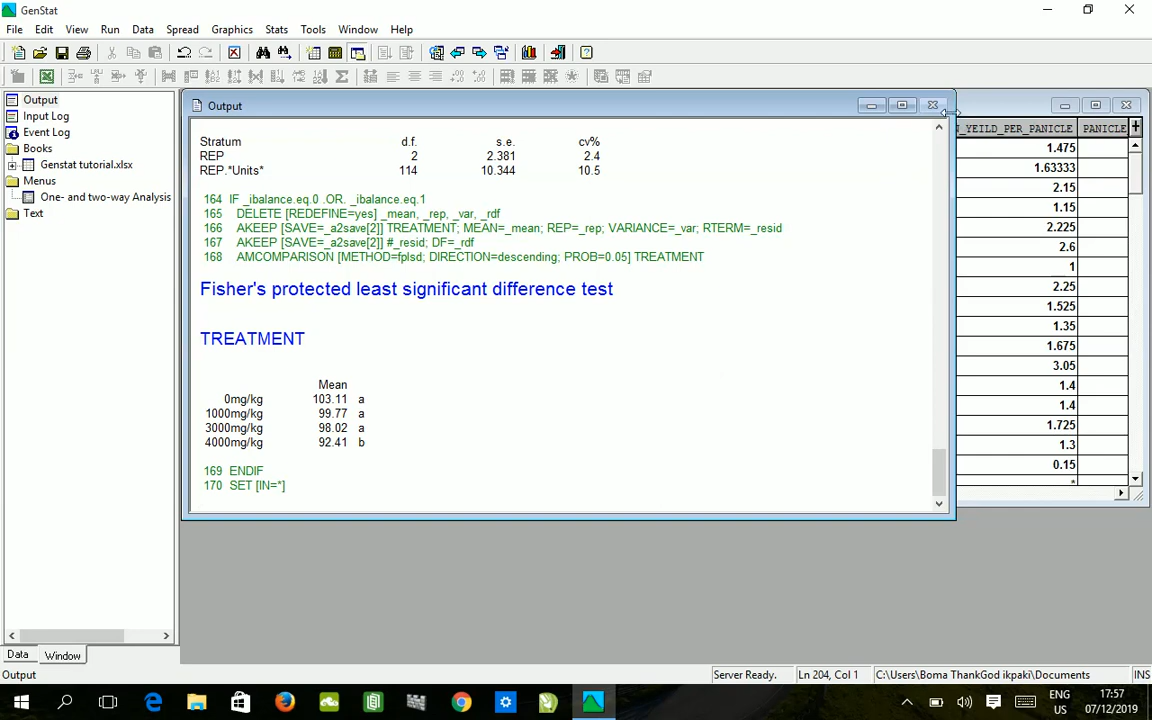 GenStat
File Edit View Run Data Spread Graphics Stats Tools Window Help
Output
Input Log
Event Log
Books
Genstat tutorial.xlsx
Menus
One- and two-way Analysis
Text
Data Window
Output
Stratum d.f. s.e. cv%
REP 2 2.381 2.4
REP.*Units* 114 10.344 10.5
164 IF _ibalance.eq.0 .OR. _ibalance.eq.1
165 DELETE [REDEFINE=yes] _mean, _rep, _var, _rdf
166 AKEEP [SAVE=_a2save[2]] TREATMENT; MEAN=_mean; REP=_rep; VARIANCE=_var; RTERM=_resid
167 AKEEP [SAVE=_a2save[2]] #_resid; DF=_rdf
168 AMCOMPARISON [METHOD=fplsd; DIRECTION=descending; PROB=0.05] TREATMENT
Fisher's protected least significant difference test
TREATMENT
Mean
0mg/kg 103.11 a
1000mg/kg 99.77 a
3000mg/kg 98.02 a
4000mg/kg 92.41 b
169 ENDIF
170 SET [IN=*]
_YEILD_PER_PANICLE PANICLE
1.475
1.63333
2.15
1.15
2.225
2.6
1
2.25
1.525
1.35
1.675
3.05
1.4
1.4
1.725
1.3
0.15
*
Output Server Ready. Ln 204, Col 1 C:\Users\Boma ThankGod ikpaki\Documents INS
ENG
US
17:57
07/12/2019